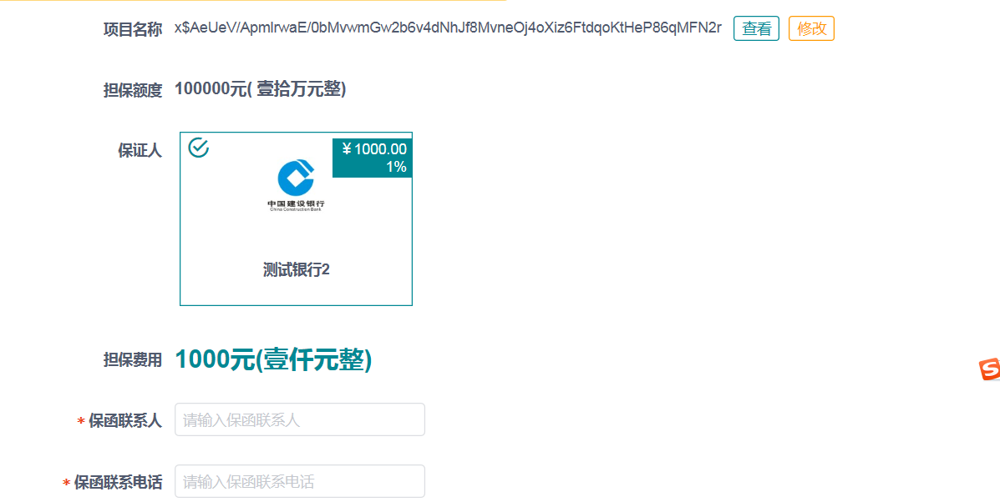 项目名称 x$AeUeV//ApmlrwaE/0bMvwmGw2b6v4dNhJf8MvneOj4oXiz6FtdqoKtHeP86qMFN2r 查看 修改
担保额度 100000元( 壹拾万元整)
保证人
¥1000.00
1%
中国建设银行
China Construction Bank
测试银行2
担保费用 1000元(壹仟元整)
* 保函联系人 请输入保函联系人
* 保函联系电话 请输入保函联系电话